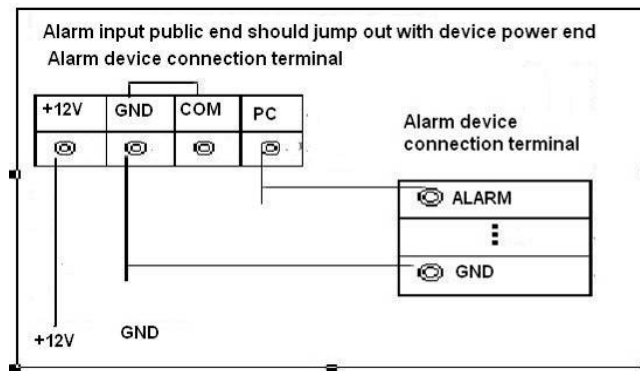 Alarm input public end should jump out with device power end
Alarm device connection terminal
+12V GND COM PC
Alarm device
connection terminal
ALARM
GND
+12V GND